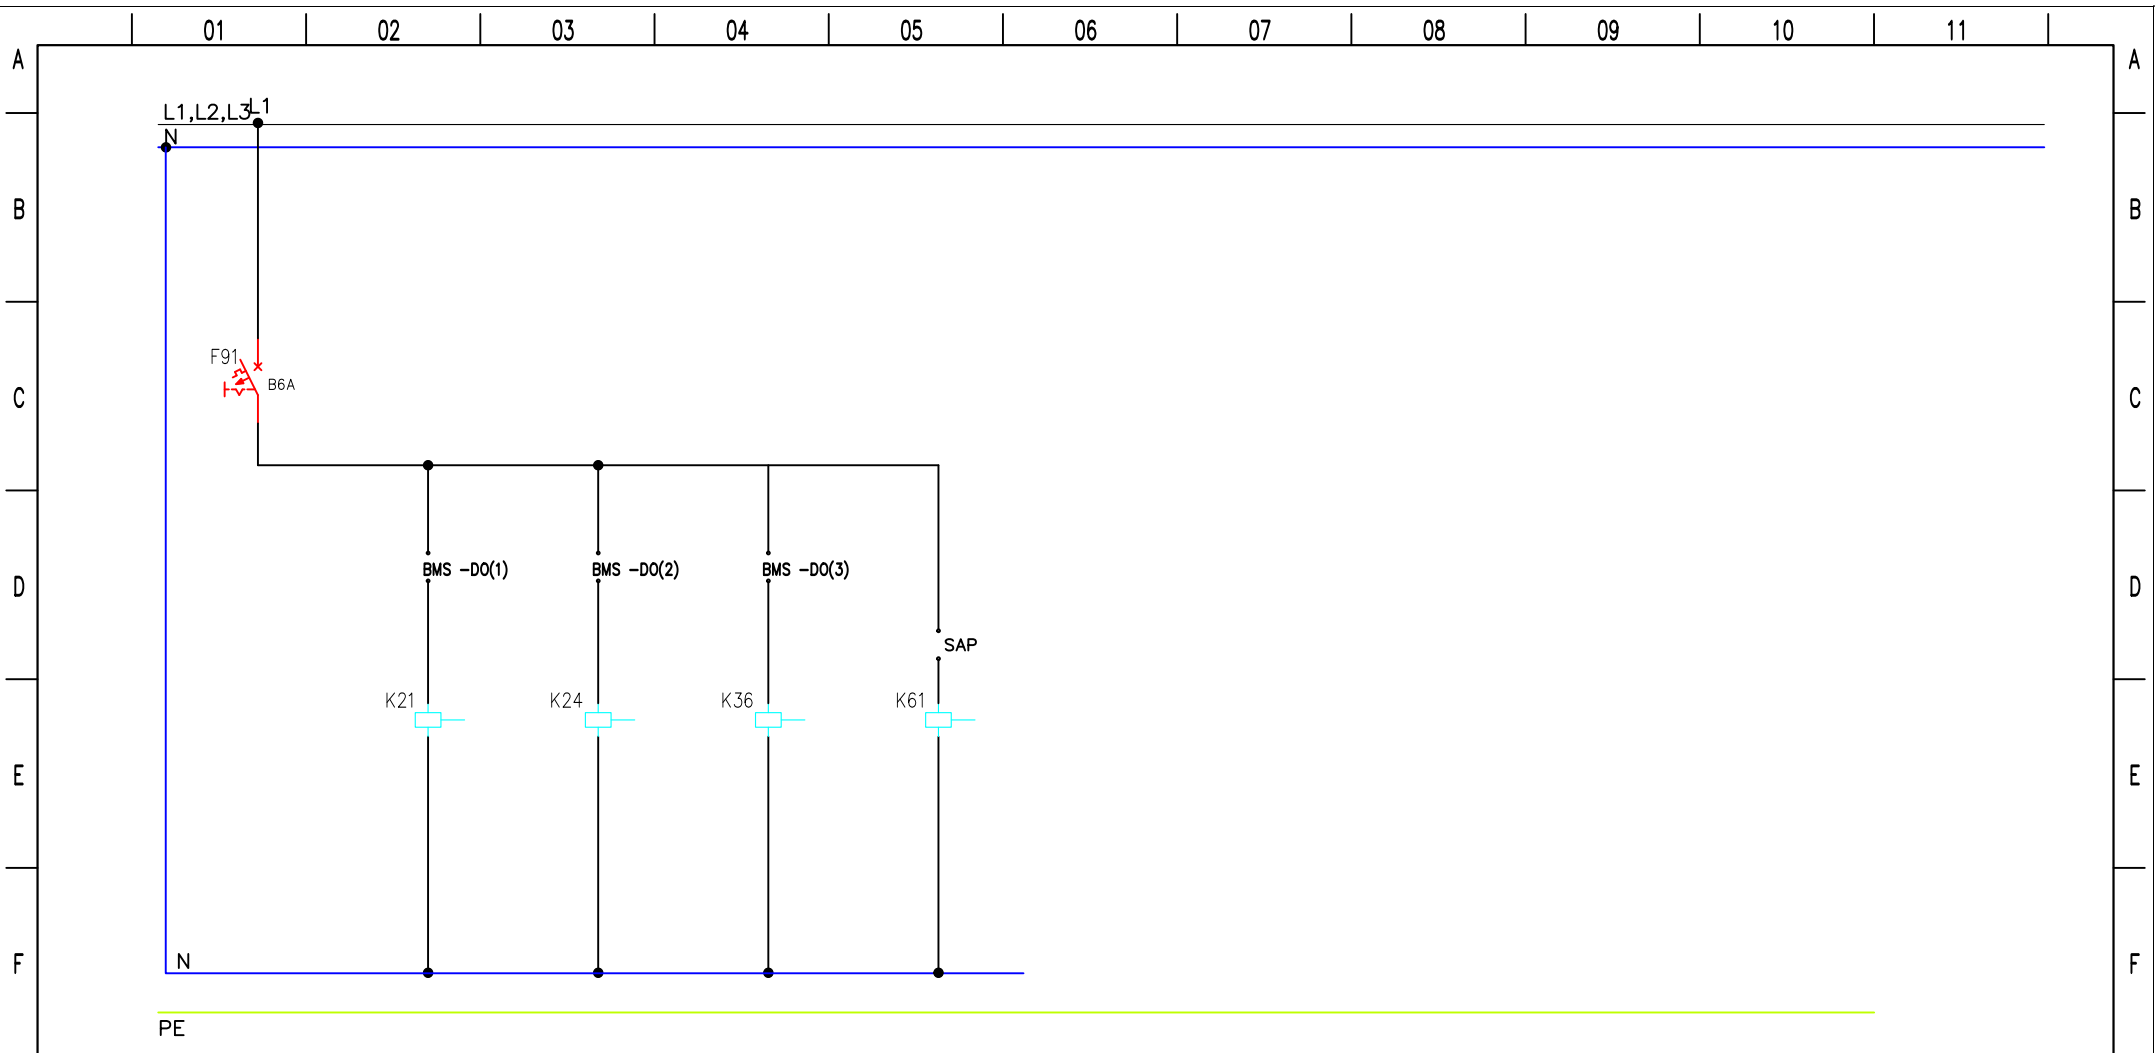 01 02 03 04 05 06 07 08 09 10 11
A A
L1,L2,L3 L1
N
B B
F91
B6A
C C
BMS -DO(1) BMS -DO(2) BMS -DO(3)
D D
SAP
K21 K24 K36 K61
E E
N
F F
PE